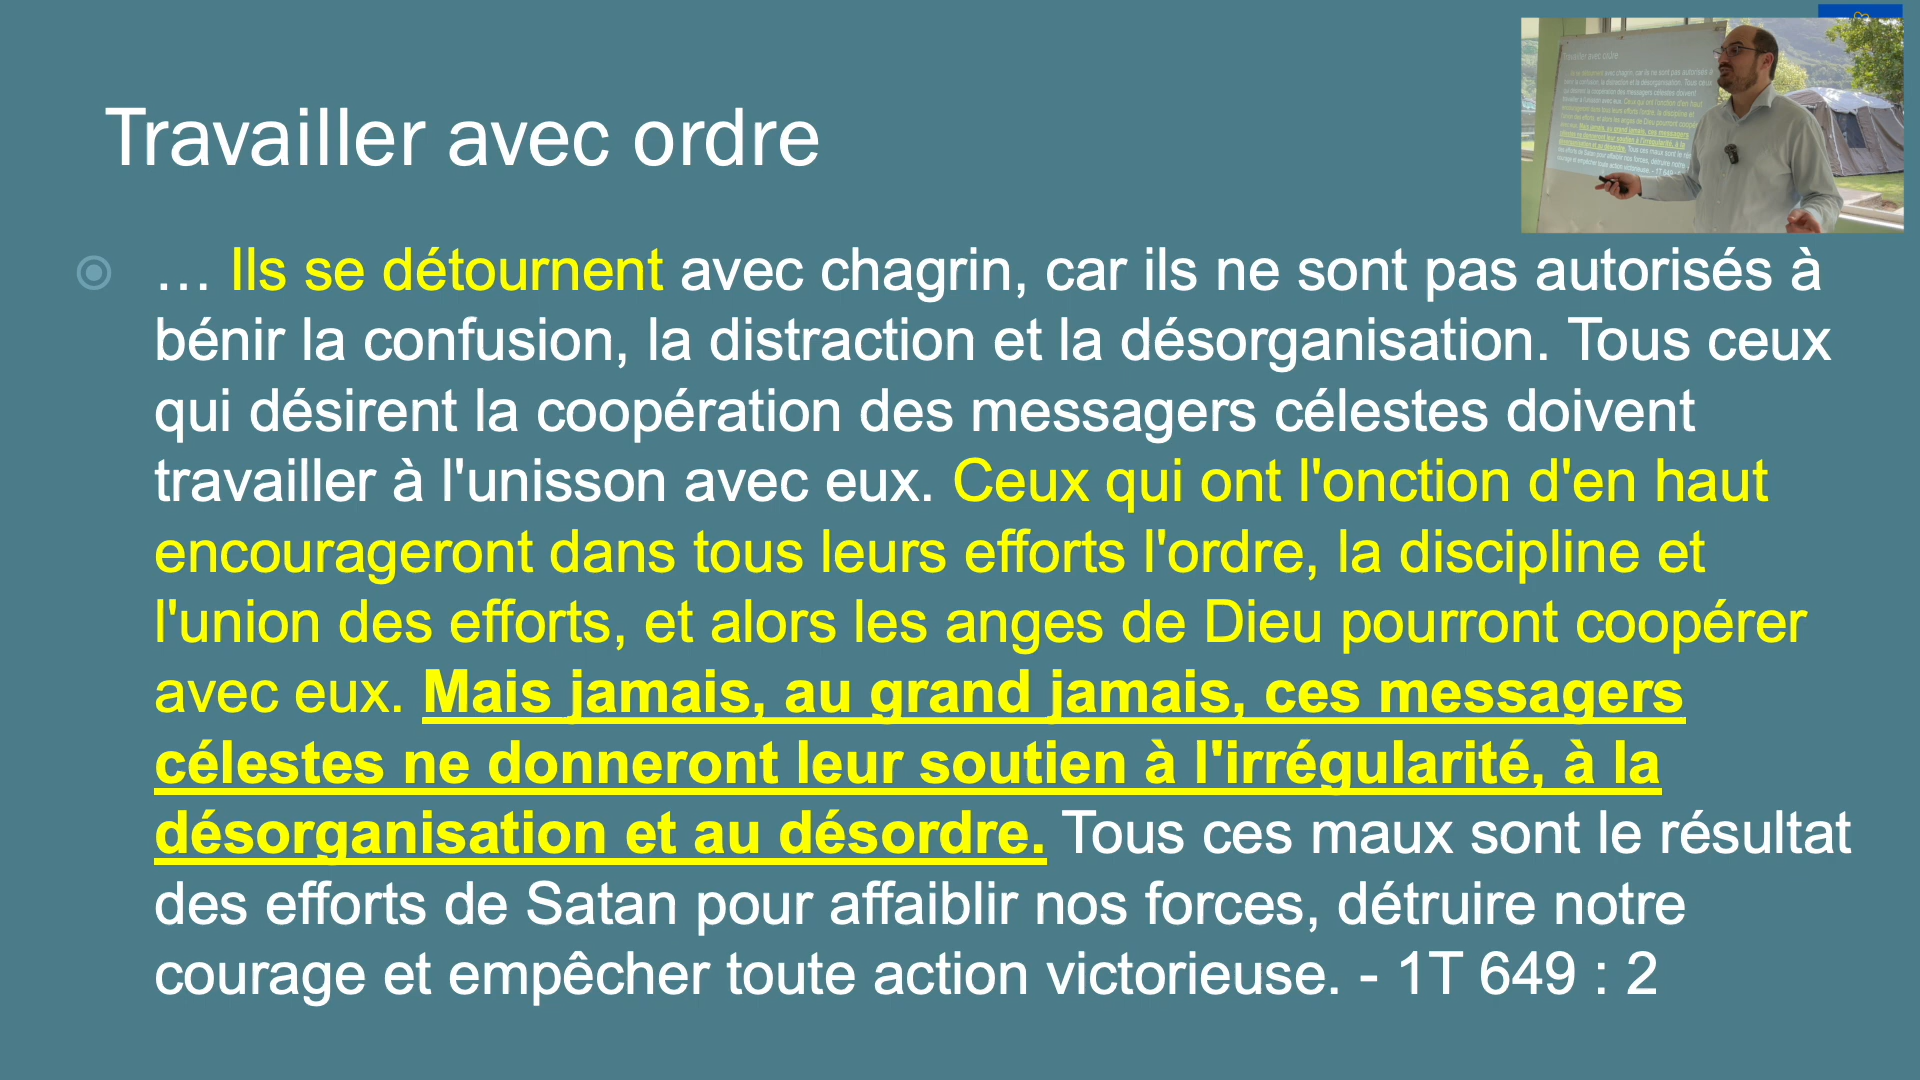 Travailler avec ordre
… Ils se détournent avec chagrin, car ils ne sont pas autorisés à
bénir la confusion, la distraction et la désorganisation. Tous ceux
qui désirent la coopération des messagers célestes doivent
travailler à l'unisson avec eux. Ceux qui ont l'onction d'en haut
encourageront dans tous leurs efforts l'ordre, la discipline et
l'union des efforts, et alors les anges de Dieu pourront coopérer
avec eux. Mais jamais, au grand jamais, ces messagers
célestes ne donneront leur soutien à l'irrégularité, à la
désorganisation et au désordre. Tous ces maux sont le résultat
des efforts de Satan pour affaiblir nos forces, détruire notre
courage et empêcher toute action victorieuse. - 1T 649 : 2